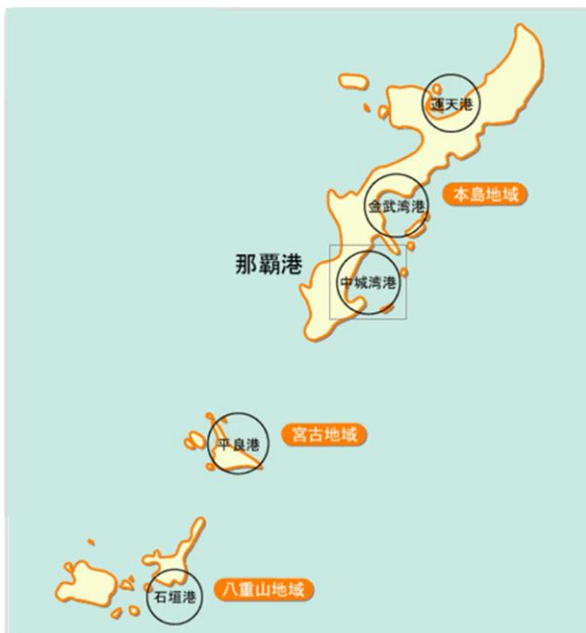 運天港
金武湾港
本島地域
那覇港
中城湾港
平良港
宮古地域
石垣港
八重山地域